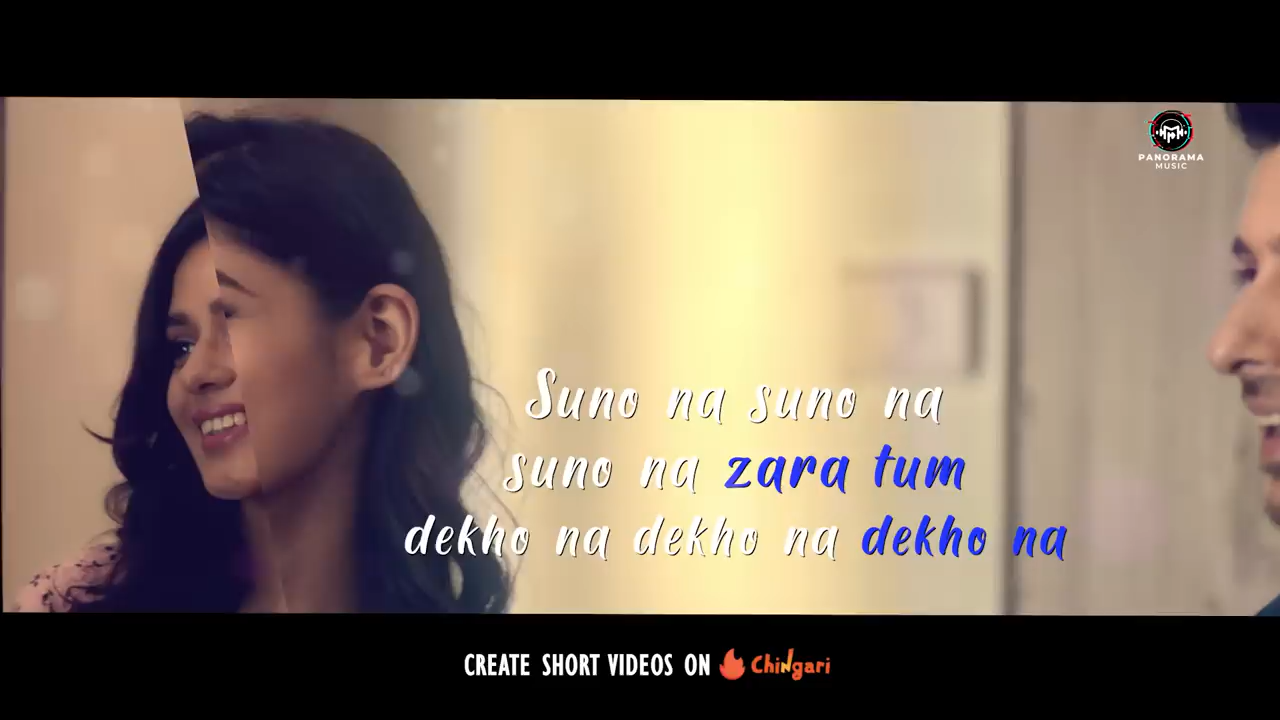 PANORAMA
MUSIC
Suno na suno na
suno na zara tum
dekho na dekho na dekho na
CREATE SHORT VIDEOS ON Chingari